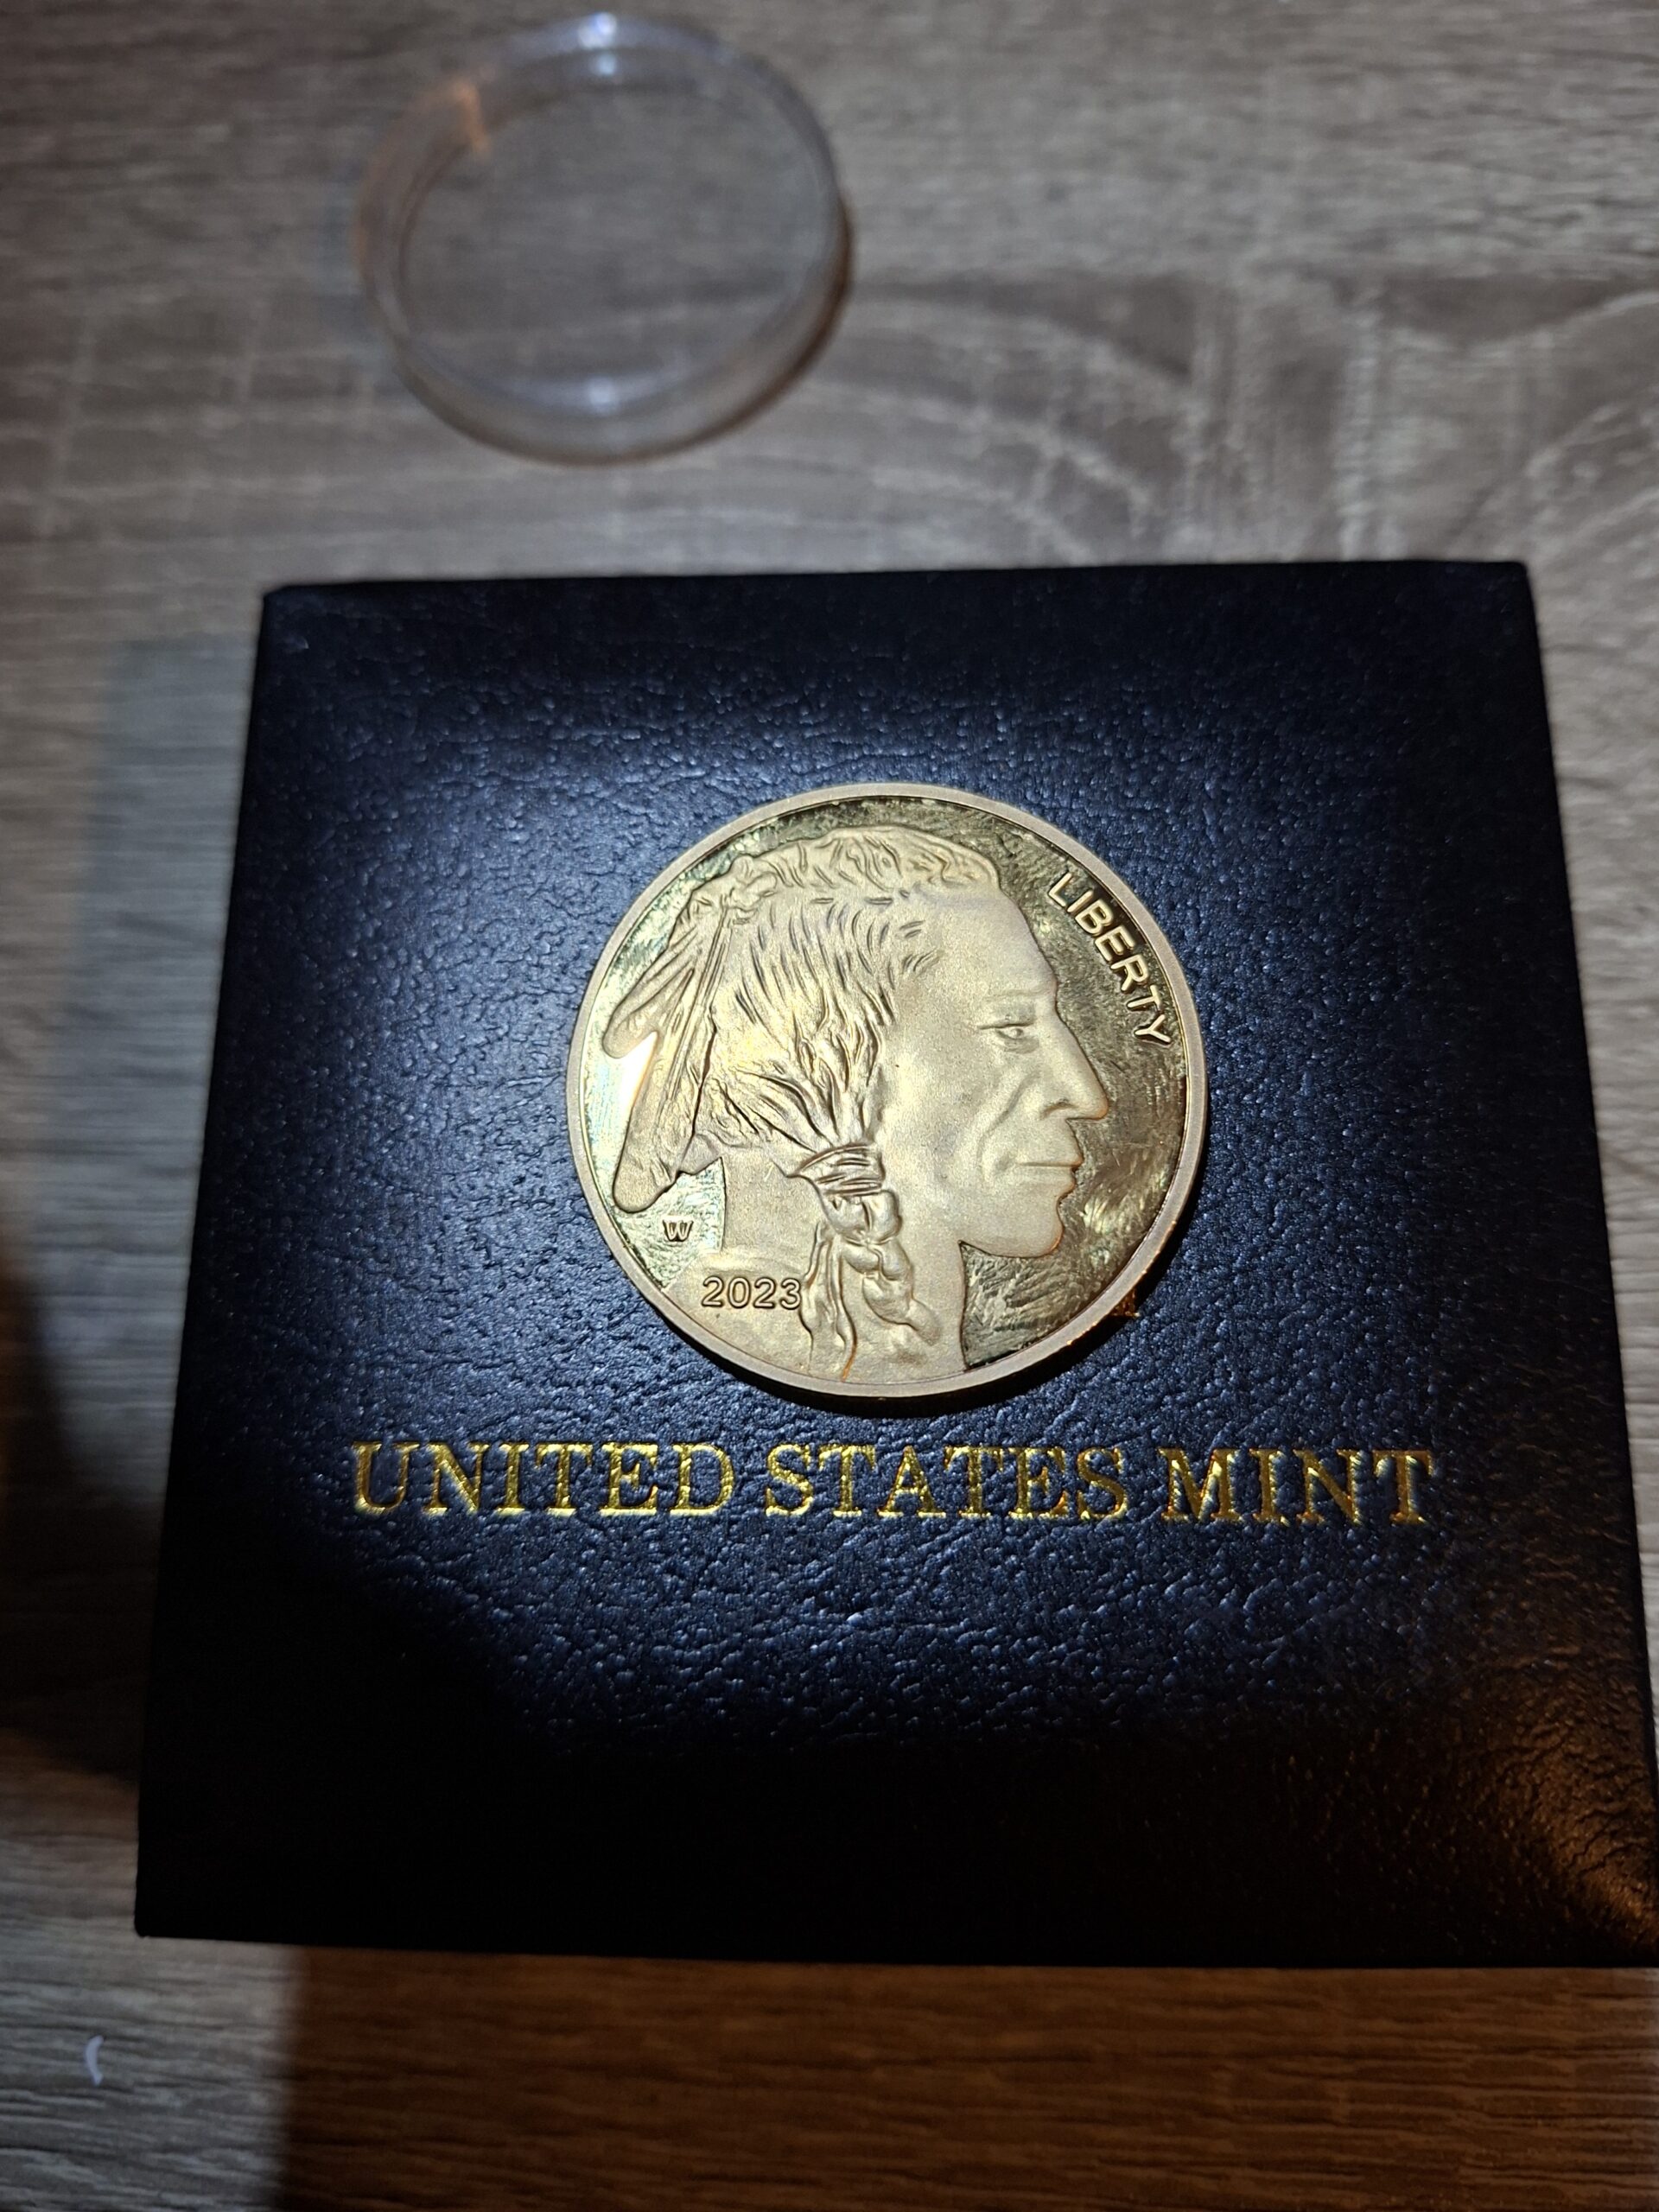 LIBERTY
W
2023
UNITED STATES MINT